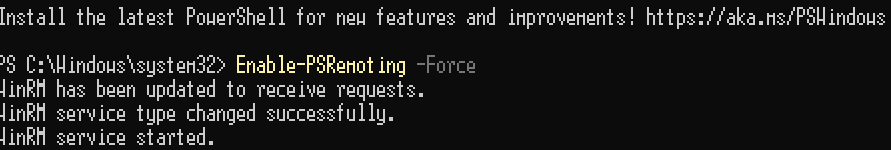 Install the latest PowerShell for new features and improvements! https://aka.ms/PSWindows
PS C:\Windows\system32> Enable-PSRemoting -Force
WinRM has been updated to receive requests.
WinRM service type changed successfully.
WinRM service started.